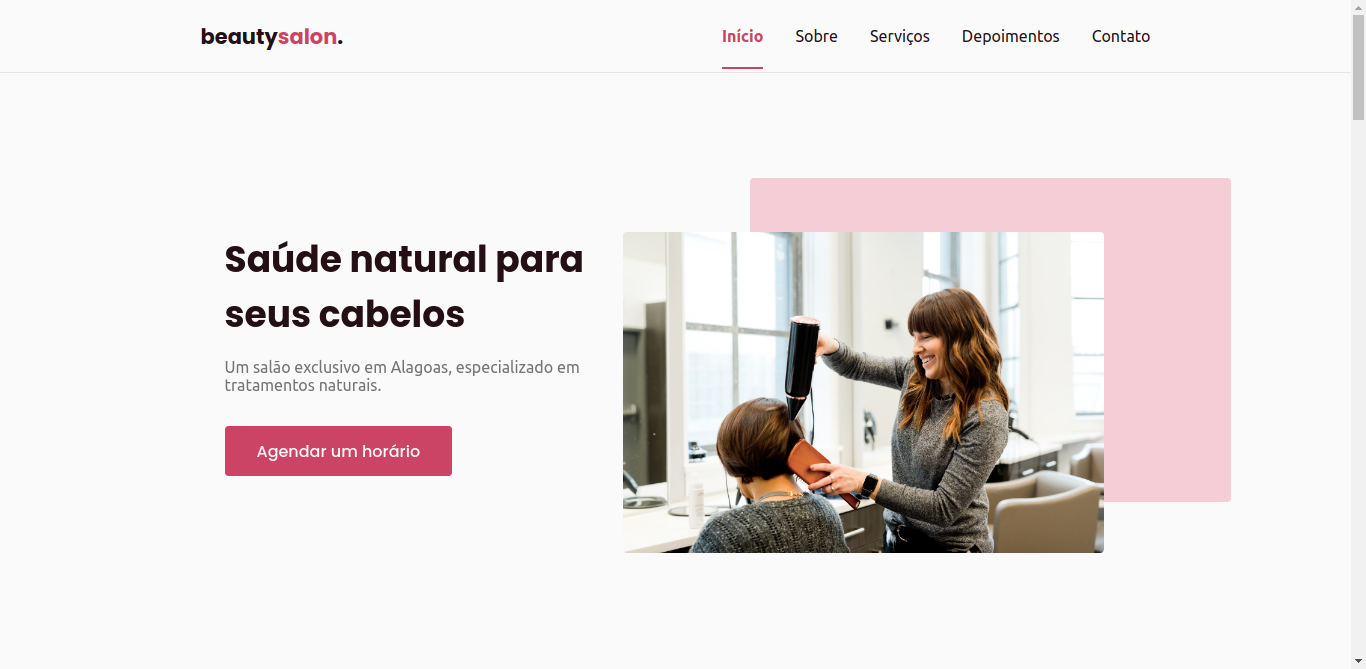 beautysalon.
Início Sobre Serviços Depoimentos Contato
Saúde natural para
seus cabelos
Um salão exclusivo em Alagoas, especializado em
tratamentos naturais.
Agendar um horário